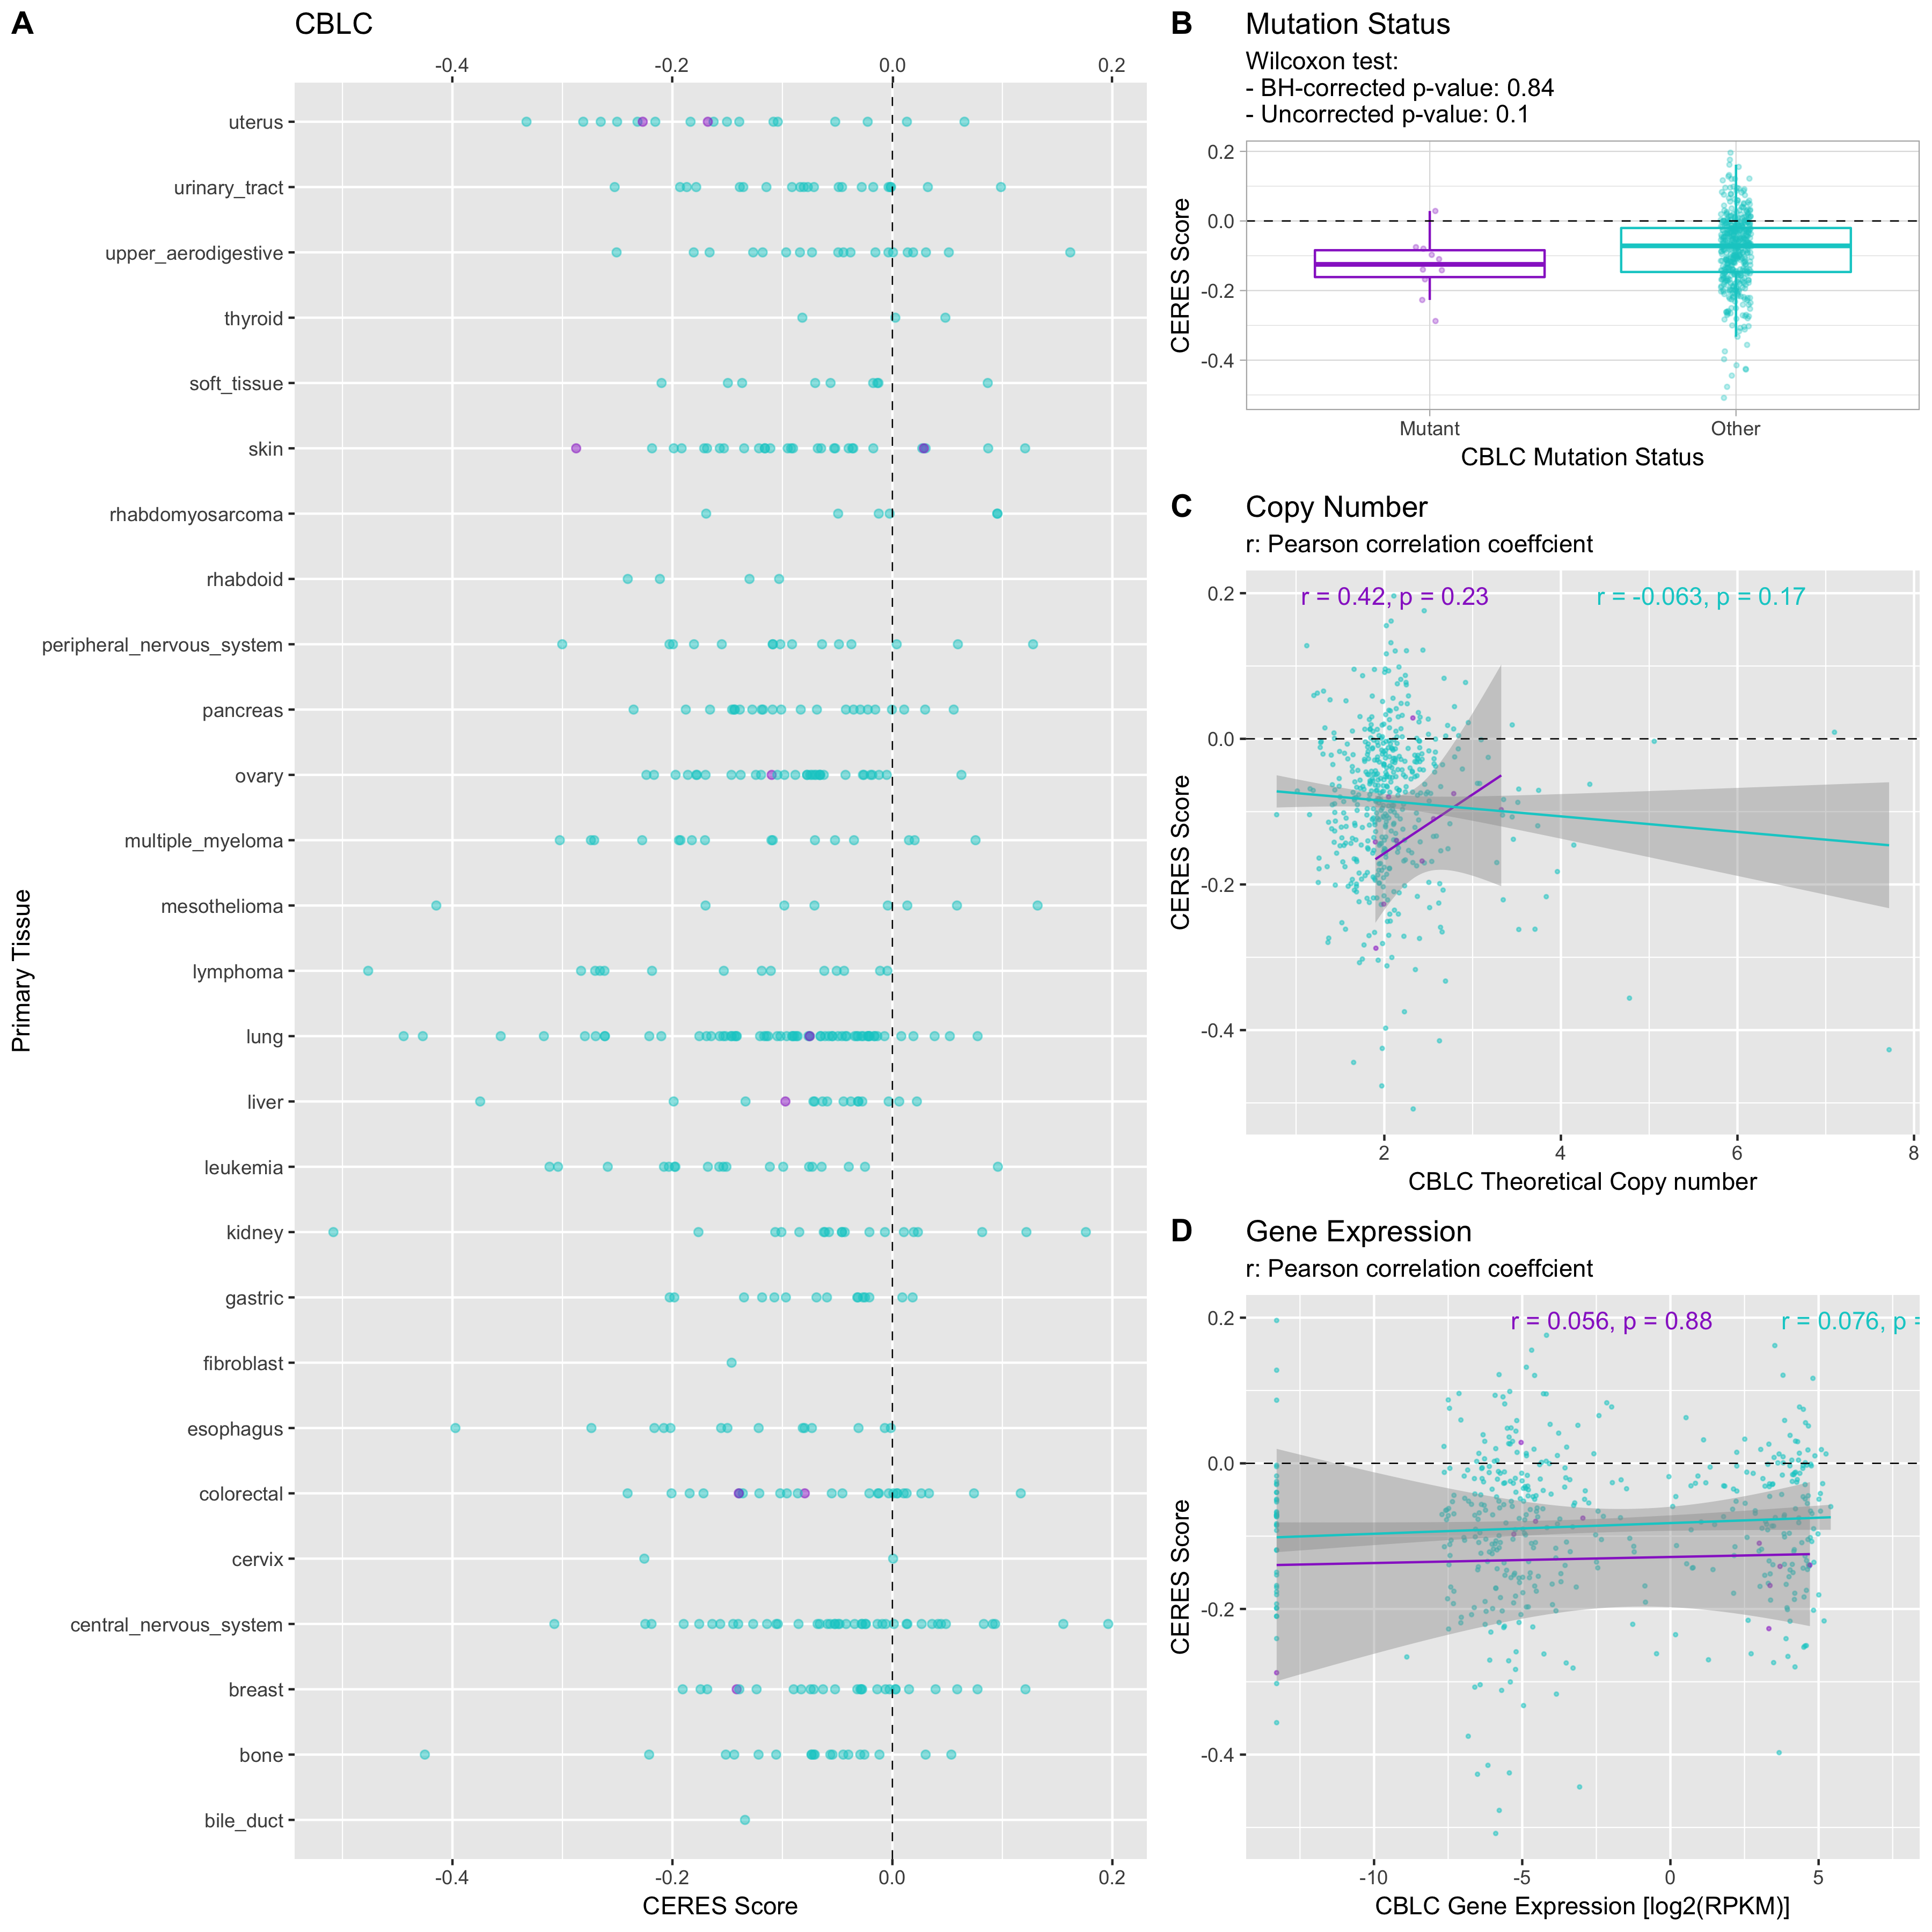 A
CBLC
-0.4 -0.2 0.0 0.2
uterus
urinary_tract
upper_aerodigestive
thyroid
soft_tissue
skin
rhabdomyosarcoma
rhabdoid
peripheral_nervous_system
pancreas
ovary
multiple_myeloma
mesothelioma
lymphoma
lung
liver
leukemia
kidney
gastric
fibroblast
esophagus
colorectal
cervix
central_nervous_system
breast
bone
bile_duct
Primary Tissue
-0.4 -0.2 0.0 0.2
CERES Score
B
Mutation Status
Wilcoxon test:
- BH-corrected p-value: 0.84
- Uncorrected p-value: 0.1
0.2
0.0
-0.2
-0.4
CERES Score
Mutant Other
CBLC Mutation Status
C
Copy Number
r: Pearson correlation coeffcient
r = 0.42, p = 0.23 r = -0.063, p = 0.17
0.2
0.0
-0.2
-0.4
CERES Score
2 4 6 8
CBLC Theoretical Copy number
D
Gene Expression
r: Pearson correlation coeffcient
r = 0.056, p = 0.88 r = 0.076, p =
0.2
0.0
-0.2
-0.4
CERES Score
-10 -5 0 5
CBLC Gene Expression [log2(RPKM)]